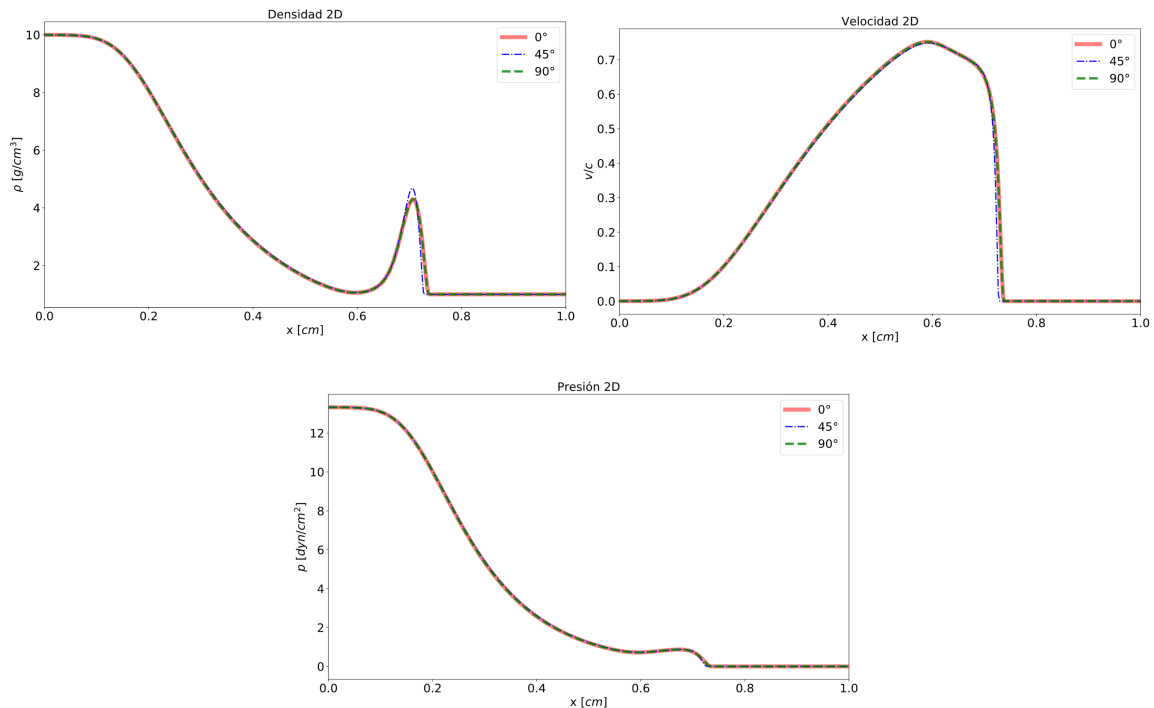 Densidad 2D
10
8
6
4
2
ρ [g/cm³]
0°
45°
90°
0.0 0.2 0.4 0.6 0.8 1.0
x [cm]
Velocidad 2D
0.7
0.6
0.5
0.4
0.3
0.2
0.1
0.0
v/c
0°
45°
90°
0.0 0.2 0.4 0.6 0.8 1.0
x [cm]
Presión 2D
12
10
8
6
4
2
0
p [dyn/cm²]
0°
45°
90°
0.0 0.2 0.4 0.6 0.8 1.0
x [cm]